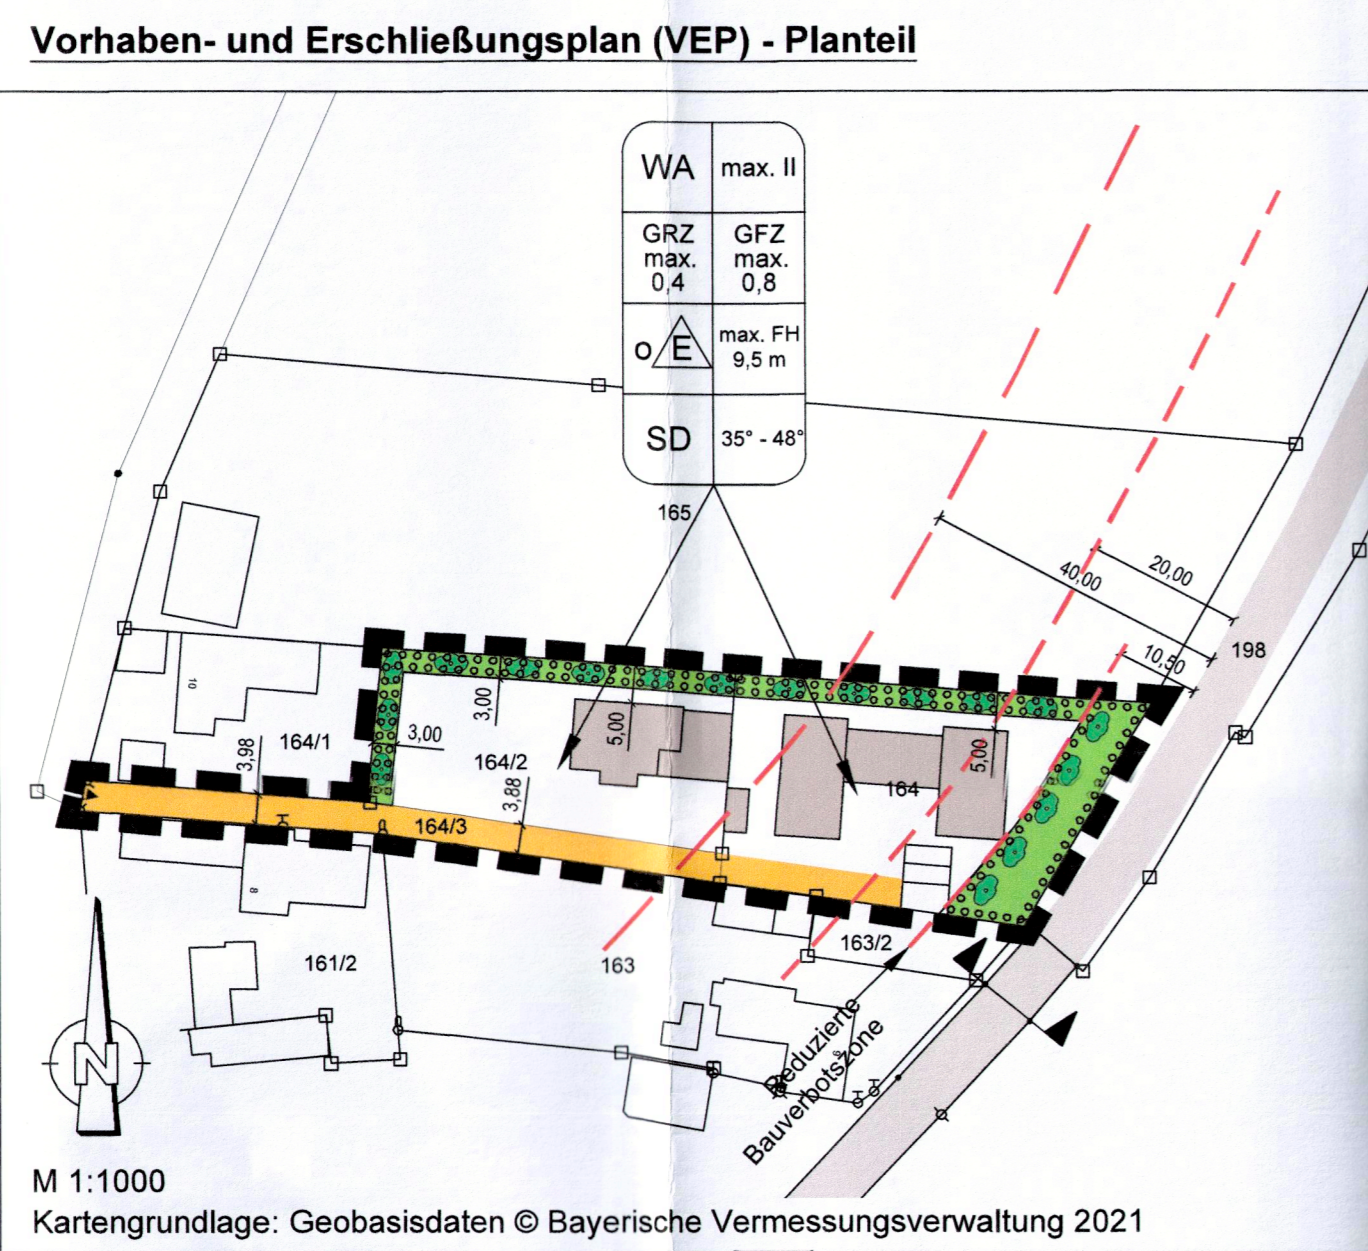 Vorhaben- und Erschließungsplan (VEP) - Planteil
WA
max. II
GRZ
max.
0,4
GFZ
max.
0,8
o
E
max. FH
9,5 m
SD
35° - 48°
165
40,00
20,00
10,50
198
3,00
5,00
5,00
3,00
10
164/1
164/2
164
3,98
3,88
164/3
8
161/2
163
163/2
Reduzierte
Bauverbotszone
N
M 1:1000
Kartengrundlage: Geobasisdaten © Bayerische Vermessungsverwaltung 2021